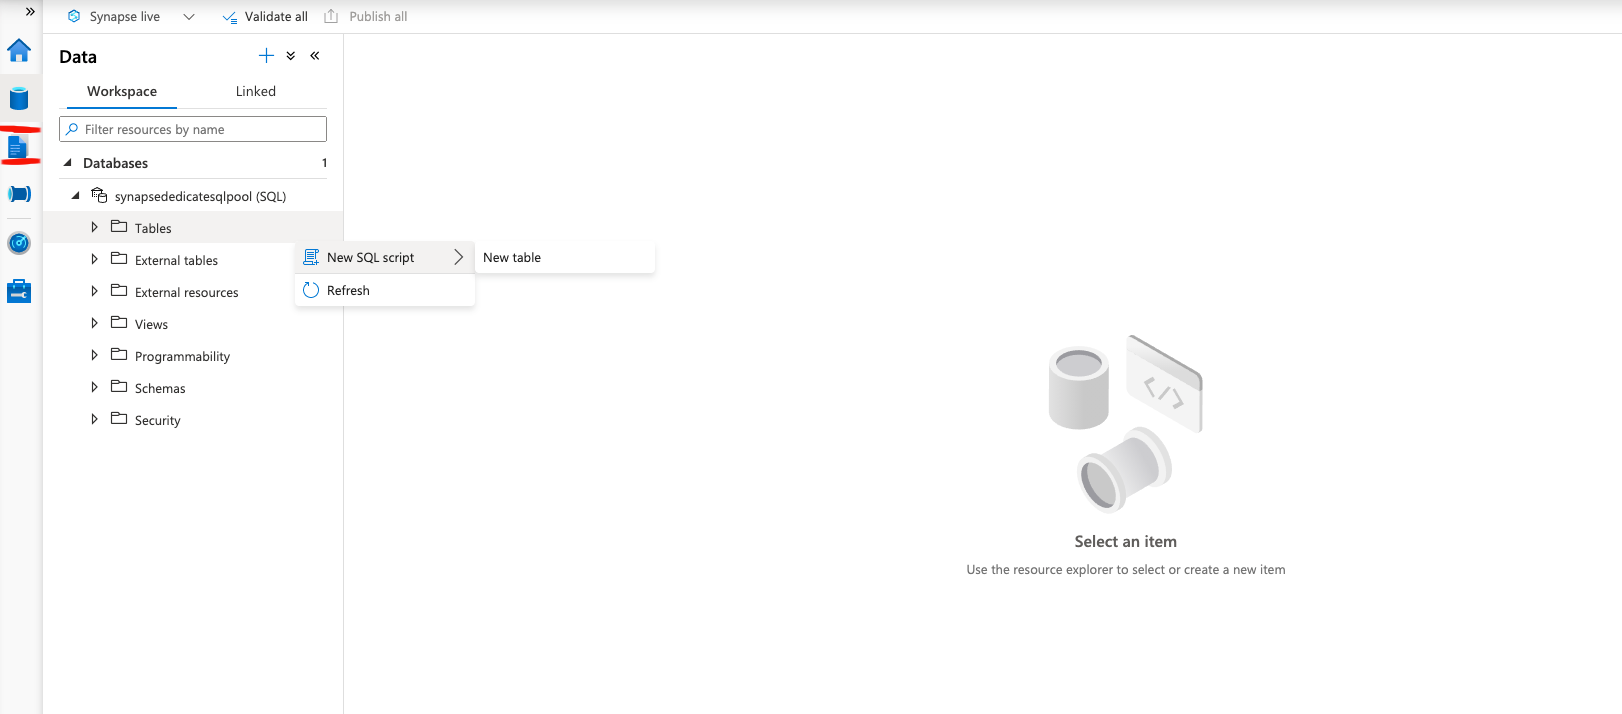 Synapse live
Validate all
Publish all
Data
Workspace
Linked
Filter resources by name
Databases 1
synapsededicatesqlpool (SQL)
Tables
External tables
External resources
Views
Programmability
Schemas
Security
New SQL script
New table
Refresh
</>
Select an item
Use the resource explorer to select or create a new item